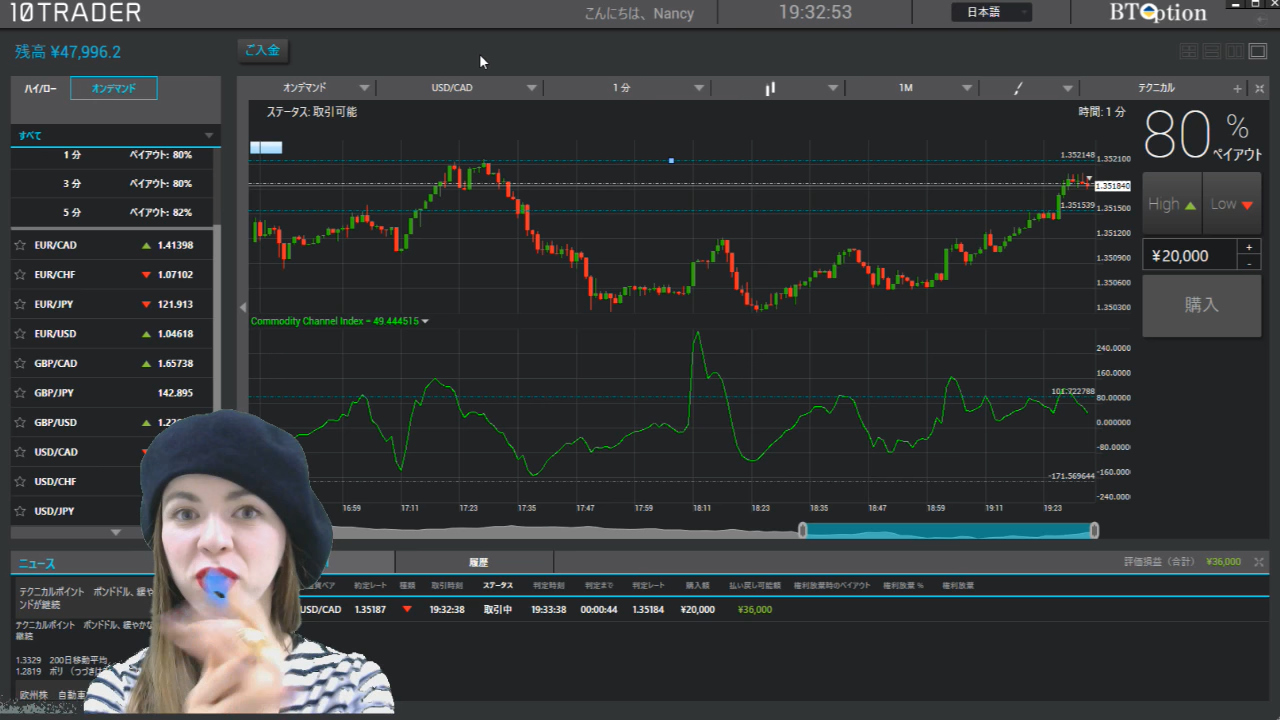 10TRADER
こんにちは、Nancy
19:32:53
日本語
BTOption
残高 ¥47,996.2
ご入金
ハイ/ロー
オンデマンド
オンデマンド
USD/CAD
1 分
1M
テクニカル
ステータス: 取引可能
時間: 1 分
80 %
ペイアウト
すべて
1 分 ペイアウト: 80%
3 分 ペイアウト: 80%
5 分 ペイアウト: 82%
EUR/CAD 1.41398
EUR/CHF 1.07102
EUR/JPY 121.913
EUR/USD 1.04618
GBP/CAD 1.65738
GBP/JPY 142.895
GBP/USD
USD/CAD
USD/CHF
USD/JPY
1.352148
1.352100
1.351840
1.351539
1.351500
1.351200
1.350900
1.350600
1.350300
High
Low
¥20,000
+
-
購入
Commodity Channel Index = 49.444515
240.0000
160.0000
101.722788
80.00000
0.000000
-80.0000
-160.000
-171.569644
-240.000
16:59 17:11 17:23 17:35 17:47 17:59 18:11 18:23 18:35 18:47 18:59 19:11 19:23
ニュース
履歴
評価損益（合計） ¥36,000
約定レート 種類 取引時刻 ステータス 判定時刻 判定まで 判定レート 購入額 払い戻し可能額 権利放棄時のペイアウト 権利放棄 % 権利放棄
USD/CAD 1.35187 19:32:38 取引中 19:33:38 00:00:44 1.35184 ¥20,000 ¥36,000
テクニカルポイント ポンドドル、緩や
ンドが継続
テクニカルポイント ポンドドル、緩やかな
継続
1.3329 200日移動平均
1.2819 ボリ
欧州株 自動車